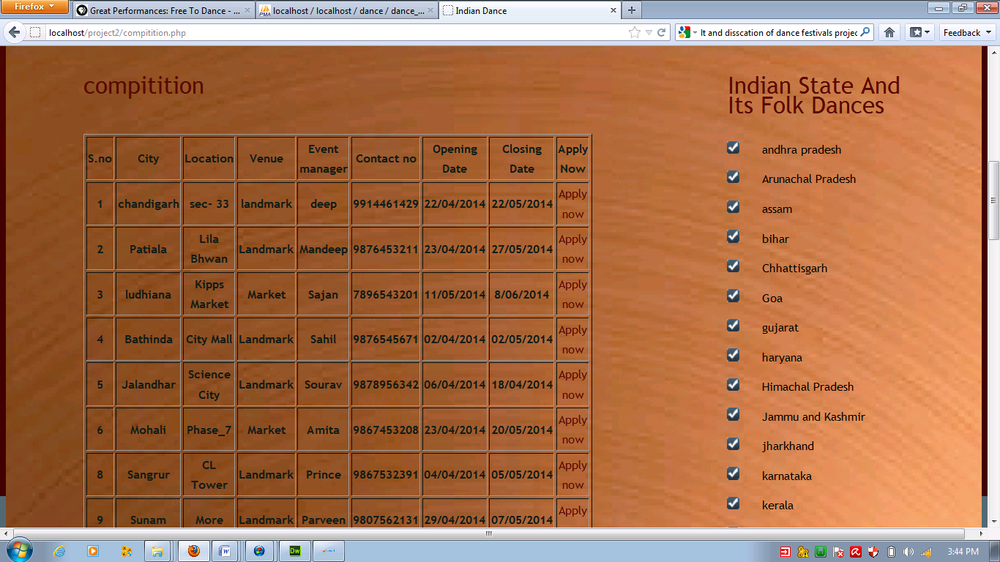 Firefox
Great Performances: Free To Dance - ...
localhost / localhost / dance / dance_...
Indian Dance
localhost/project2/compitition.php
It and disscation of dance festivals projec
Feedback
compitition
S.no City Location Venue Event manager Contact no Opening Date Closing Date Apply Now
1 chandigarh sec- 33 landmark deep 9914461429 22/04/2014 22/05/2014 Apply now
2 Patiala Lila Bhwan Landmark Mandeep 9876453211 23/04/2014 27/05/2014 Apply now
3 ludhiana Kipps Market Market Sajan 7896543201 11/05/2014 8/06/2014 Apply now
4 Bathinda City Mall Landmark Sahil 9876545671 02/04/2014 02/05/2014 Apply now
5 Jalandhar Science City Landmark Sourav 9878956342 06/04/2014 18/04/2014 Apply now
6 Mohali Phase_7 Market Amita 9867453208 23/04/2014 20/05/2014 Apply now
8 Sangrur CL Tower Landmark Prince 9867532391 04/04/2014 05/05/2014 Apply now
9 Sunam More Landmark Parveen 9807562131 29/04/2014 07/05/2014 Apply
Indian State And
Its Folk Dances
andhra pradesh
Arunachal Pradesh
assam
bihar
Chhattisgarh
Goa
gujarat
haryana
Himachal Pradesh
Jammu and Kashmir
jharkhand
karnataka
kerala
3:44 PM